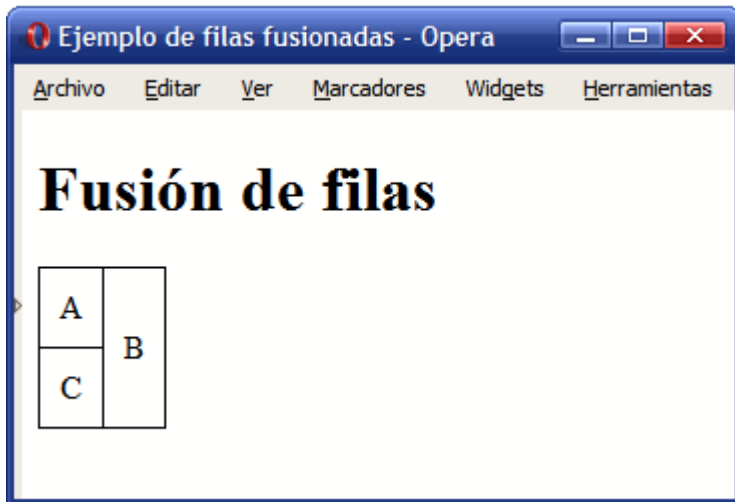 Ejemplo de filas fusionadas - Opera
Archivo Editar Ver Marcadores Widgets Herramientas
Fusión de filas
A
B
C